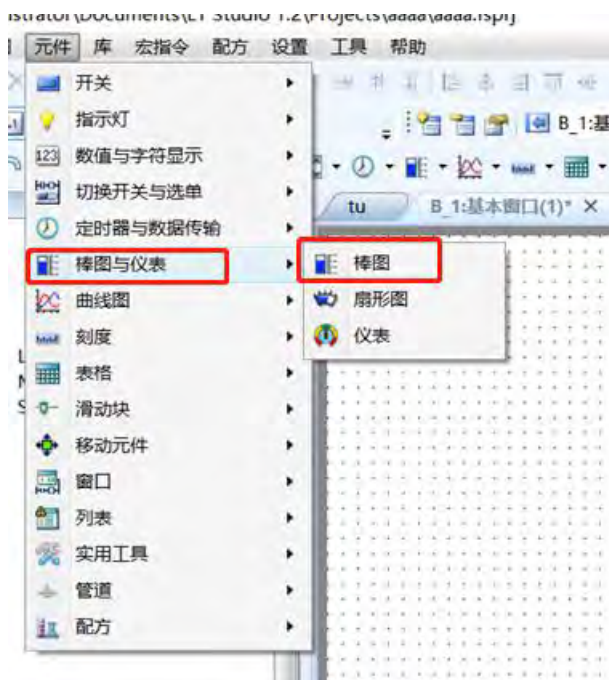 istrator\Documents\LT Studio 1.2\Projects\aaaa\aaaa.lsprj
元件 库 宏指令 配方 设置 工具 帮助
开关
指示灯
B_1:基
123 数值与字符显示
切换开关与选单
tu B_1:基本窗口(1)* ×
定时器与数据传输
棒图与仪表
棒图
曲线图
扇形图
刻度
仪表
表格
滑动块
移动元件
窗口
列表
实用工具
管道
配方